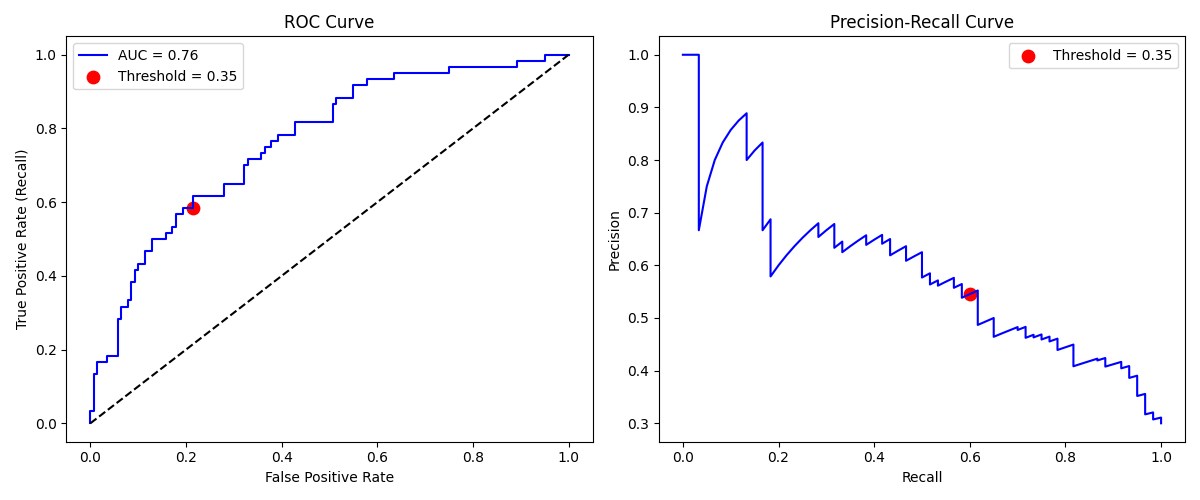 ROC Curve
AUC = 0.76
Threshold = 0.35
True Positive Rate (Recall)
1.0
0.8
0.6
0.4
0.2
0.0
0.0 0.2 0.4 0.6 0.8 1.0
False Positive Rate
Precision-Recall Curve
Threshold = 0.35
Precision
1.0
0.9
0.8
0.7
0.6
0.5
0.4
0.3
0.0 0.2 0.4 0.6 0.8 1.0
Recall